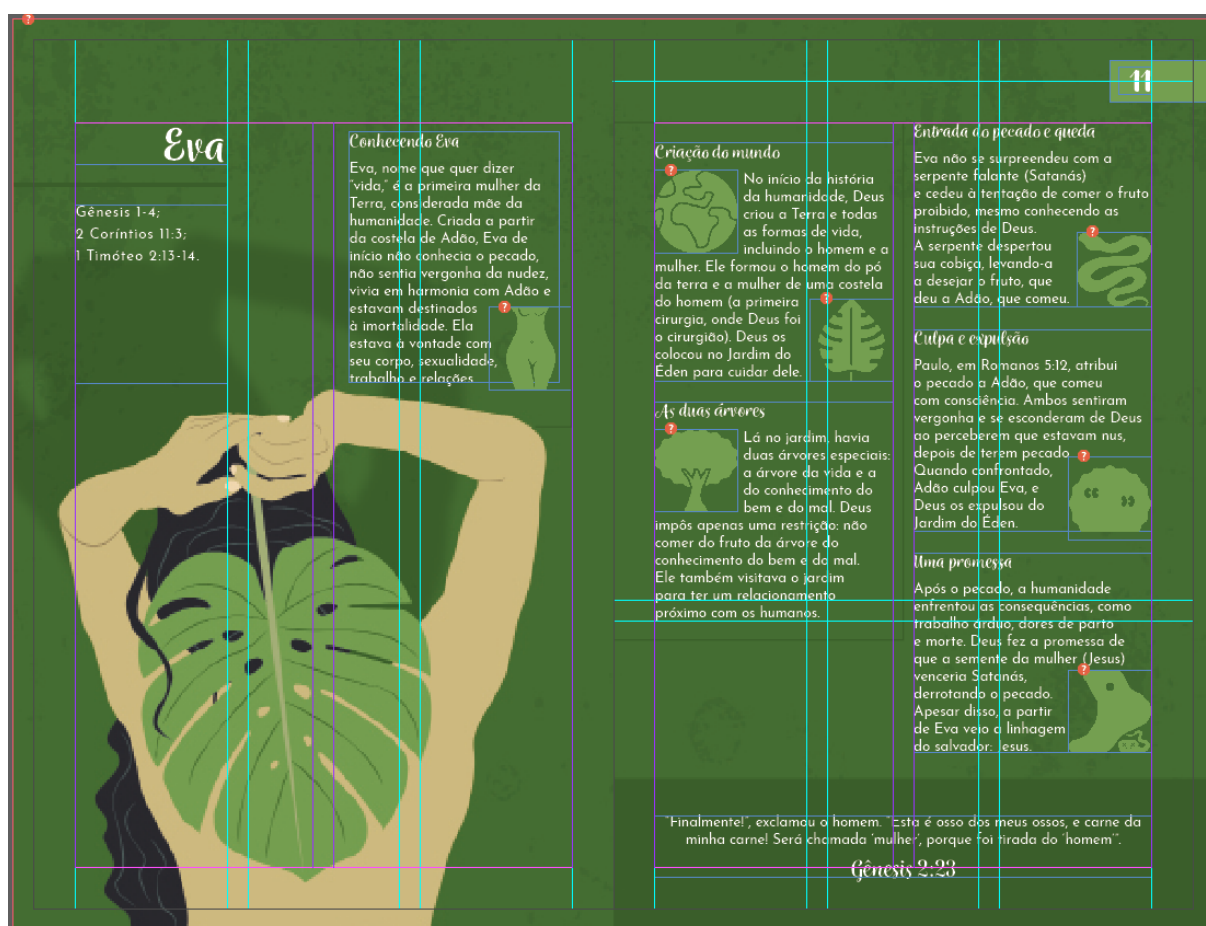 Eva
Gênesis 1-4;
2 Coríntios 11:3;
1 Timóteo 2:13-14.
Conhecendo Eva
Eva, nome que quer dizer
“vida,” é a primeira mulher da
Terra, considerada mãe da
humanidade. Criada a partir
da costela de Adão, Eva de
início não conhecia o pecado,
não sentia vergonha da nudez,
vivia em harmonia com Adão e
estavam destinados
à imortalidade. Ela
estava à vontade com
seu corpo, sexualidade,
trabalho e relações.
11
Criação do mundo
No início da história
da humanidade, Deus
criou a Terra e todas
as formas de vida,
incluindo o homem e a
mulher. Ele formou o homem do pó
da terra e a mulher de uma costela
do homem (a primeira
cirurgia, onde Deus foi
o cirurgião). Deus os
colocou no Jardim do
Éden para cuidar dele.
As duas árvores
Lá no jardim, havia
duas árvores especiais:
a árvore da vida e a
do conhecimento do
bem e do mal. Deus
impôs apenas uma restrição: não
comer do fruto da árvore do
conhecimento do bem e do mal.
Ele também visitava o jardim
para ter um relacionamento
próximo com os humanos.
Entrada do pecado e queda
Eva não se surpreendeu com a
serpente falante (Satanás)
e cedeu à tentação de comer o fruto
proibido, mesmo conhecendo as
instruções de Deus.
A serpente despertou
sua cobiça, levando-a
a desejar o fruto, que
deu a Adão, que comeu.
Culpa e expulsão
Paulo, em Romanos 5:12, atribui
o pecado a Adão, que comeu
com consciência. Ambos sentiram
vergonha e se esconderam de Deus
ao perceberem que estavam nus,
depois de terem pecado.
Quando confrontado,
Adão culpou Eva, e
Deus os expulsou do
Jardim do Éden.
Uma promessa
Após o pecado, a humanidade
enfrentou as consequências, como
trabalho árduo, dores de parto
e morte. Deus fez a promessa de
que a semente da mulher (Jesus)
venceria Satanás,
derrotando o pecado.
Apesar disso, a partir
de Eva veio a linhagem
do salvador: Jesus.
“Finalmente!”, exclamou o homem. “Esta é osso dos meus ossos, e carne da
minha carne! Será chamada ‘mulher’, porque foi tirada do ‘homem’”.
Gênesis 2:23